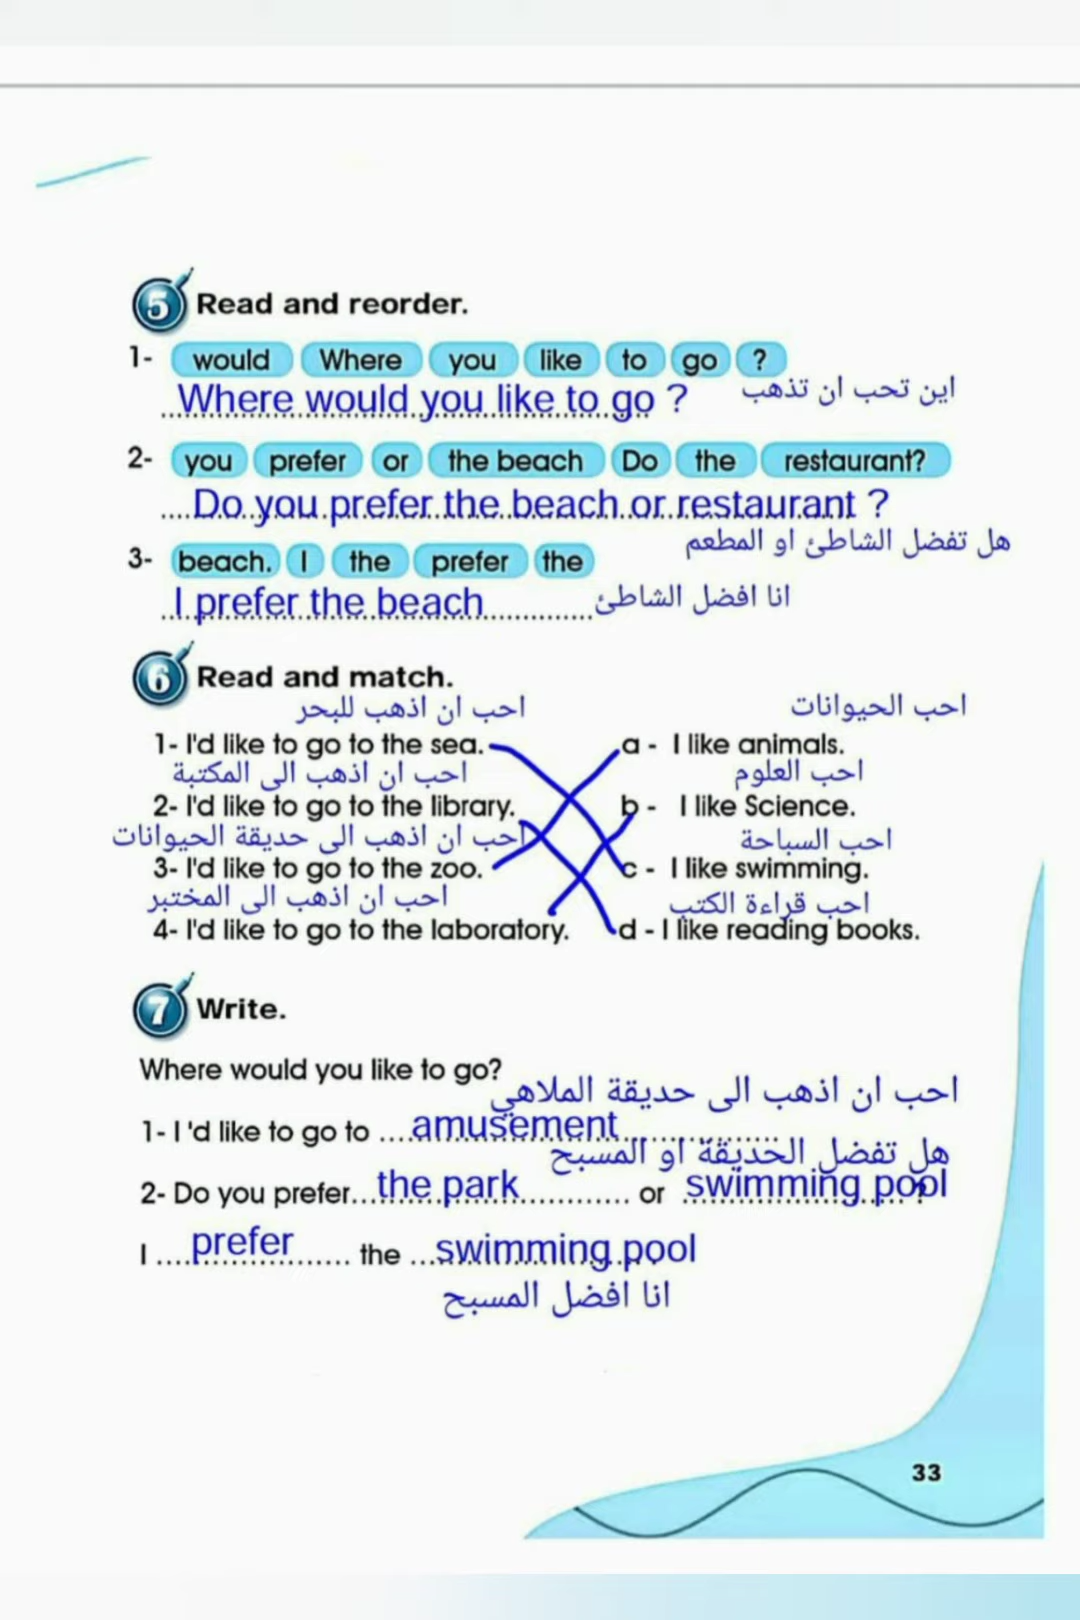 5 Read and reorder.
1- would Where you like to go ?
Where would you like to go ? اين تحب ان تذهب
2- you prefer or the beach Do the restaurant?
Do you prefer the beach or restaurant ?
هل تفضل الشاطئ او المطعم
3- beach. I the prefer the
I prefer the beach انا افضل الشاطئ
6 Read and match.
احب ان اذهب للبحر احب الحيوانات
1- I'd like to go to the sea. a - I like animals.
احب ان اذهب الى المكتبة احب العلوم
2- I'd like to go to the library. b - I like Science.
احب ان اذهب الى حديقة الحيوانات احب السباحة
3- I'd like to go to the zoo. c - I like swimming.
احب ان اذهب الى المختبر احب قراءة الكتب
4- I'd like to go to the laboratory. d - I like reading books.
7 Write.
Where would you like to go?
احب ان اذهب الى حديقة الملاهي
1- I 'd like to go to ....amusement................
هل تفضل الحديقة او المسبح
2- Do you prefer...the park............ or swimming pool ?
I ....prefer...... the ...swimming pool
انا افضل المسبح
33